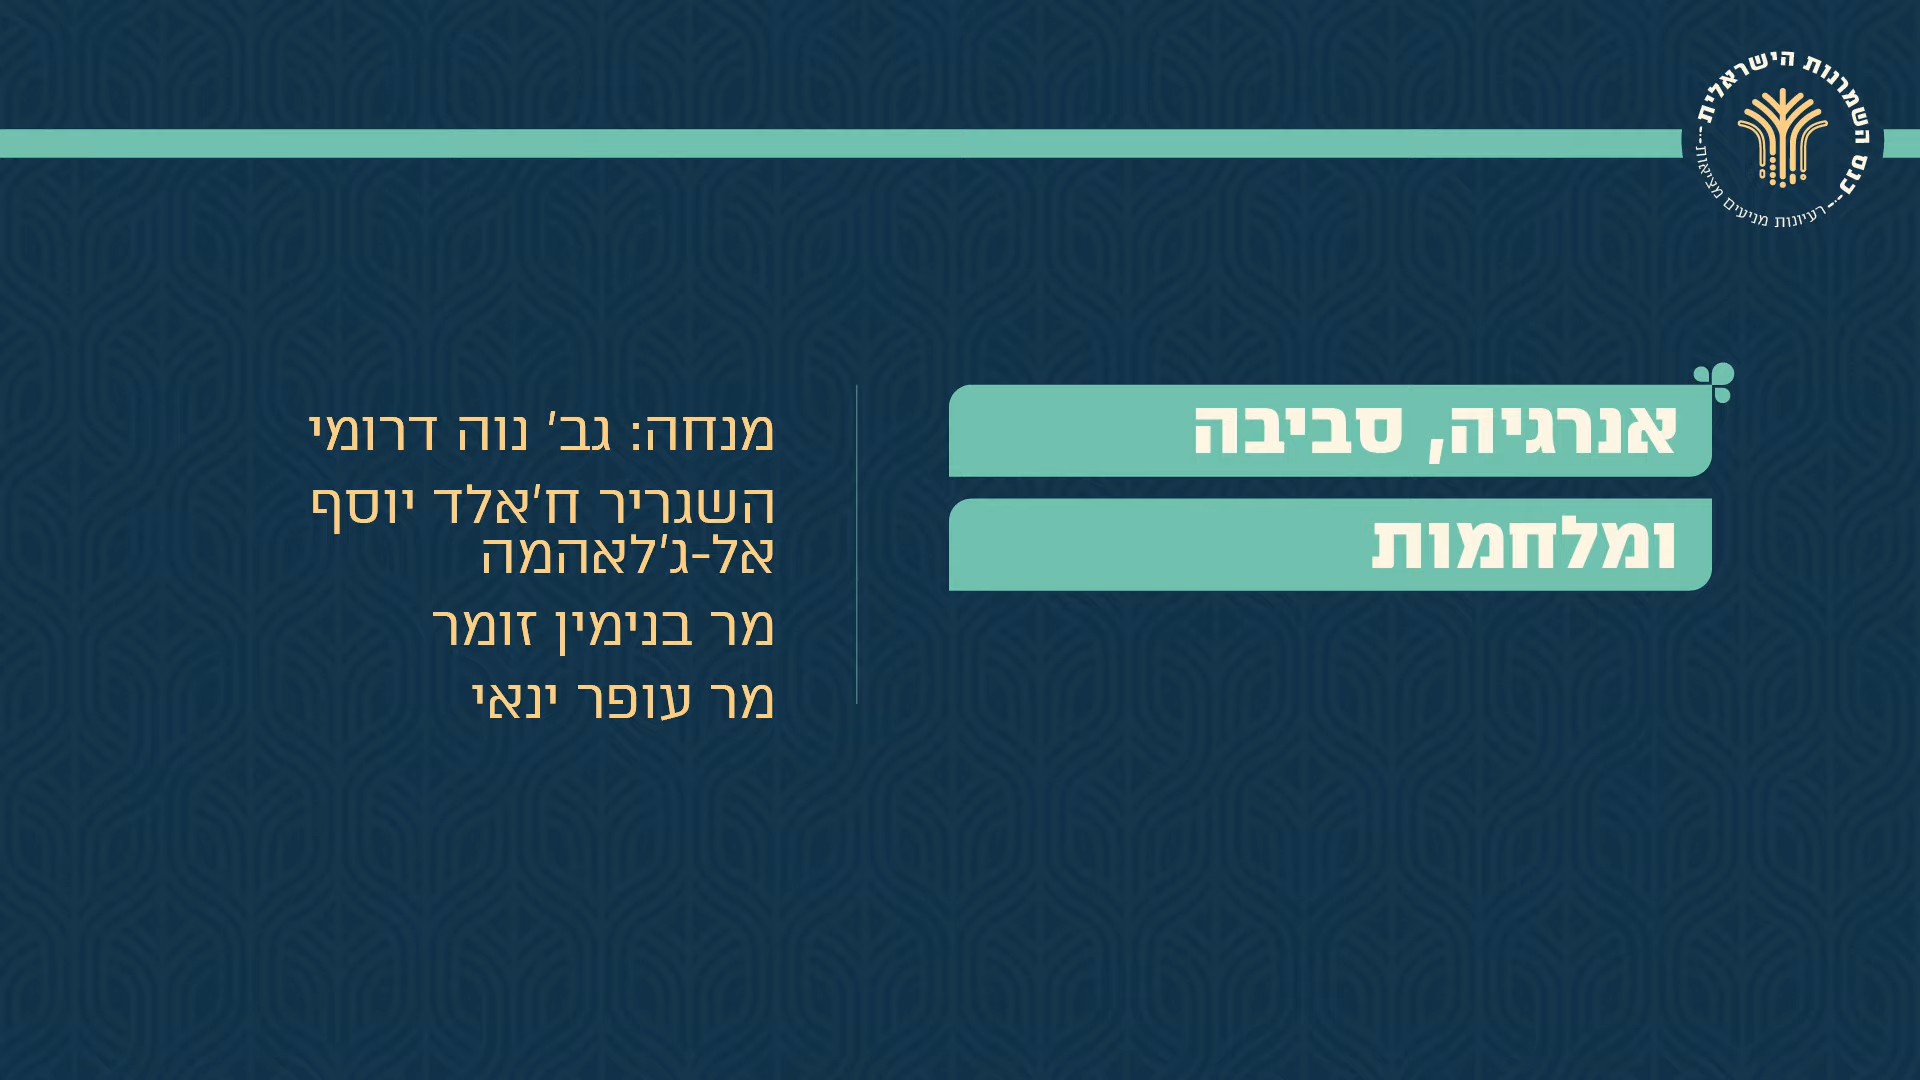 כנס השמרנות הישראלית
רעיונות מניעים מציאות
אנרגיה, סביבה
ומלחמות
מנחה: גב' נוה דרומי
השגריר ח'אלד יוסף
אל-ג'לאהמה
מר בנימין זומר
מר עופר ינאי